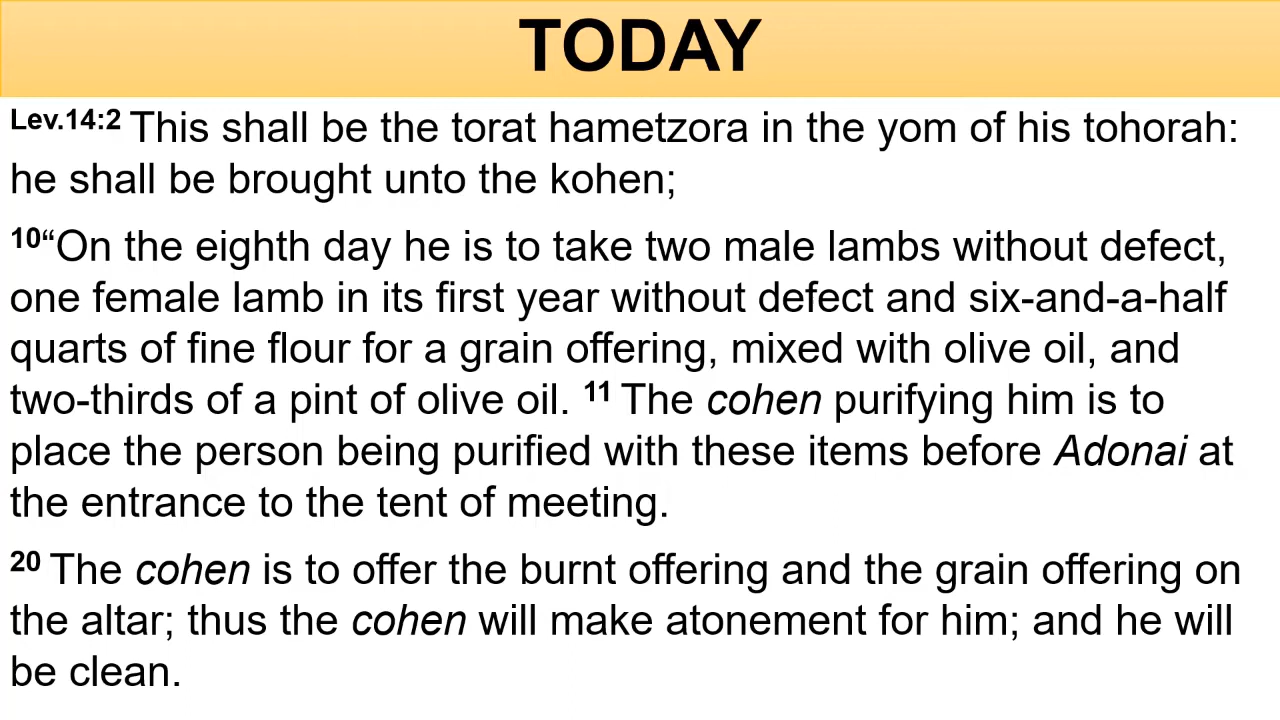 TODAY
Lev.14:2 This shall be the torat hametzora in the yom of his tohorah:
he shall be brought unto the kohen;
10“On the eighth day he is to take two male lambs without defect,
one female lamb in its first year without defect and six-and-a-half
quarts of fine flour for a grain offering, mixed with olive oil, and
two-thirds of a pint of olive oil. 11 The cohen purifying him is to
place the person being purified with these items before Adonai at
the entrance to the tent of meeting.
20 The cohen is to offer the burnt offering and the grain offering on
the altar; thus the cohen will make atonement for him; and he will
be clean.